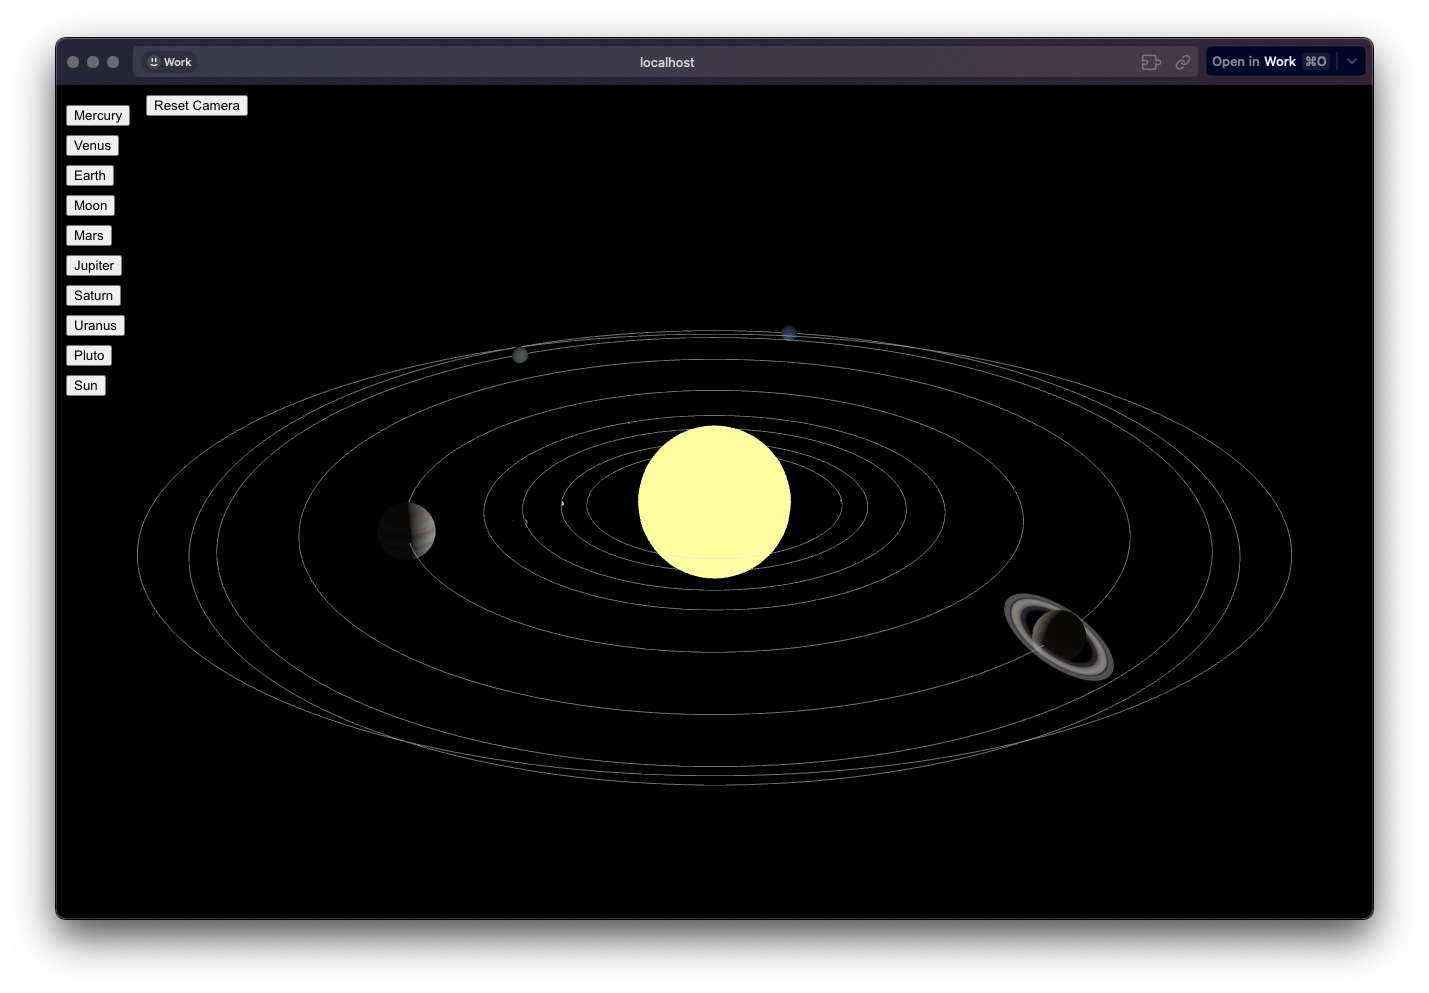 Work
localhost
Open in Work ⌘O
Reset Camera
Mercury
Venus
Earth
Moon
Mars
Jupiter
Saturn
Uranus
Pluto
Sun